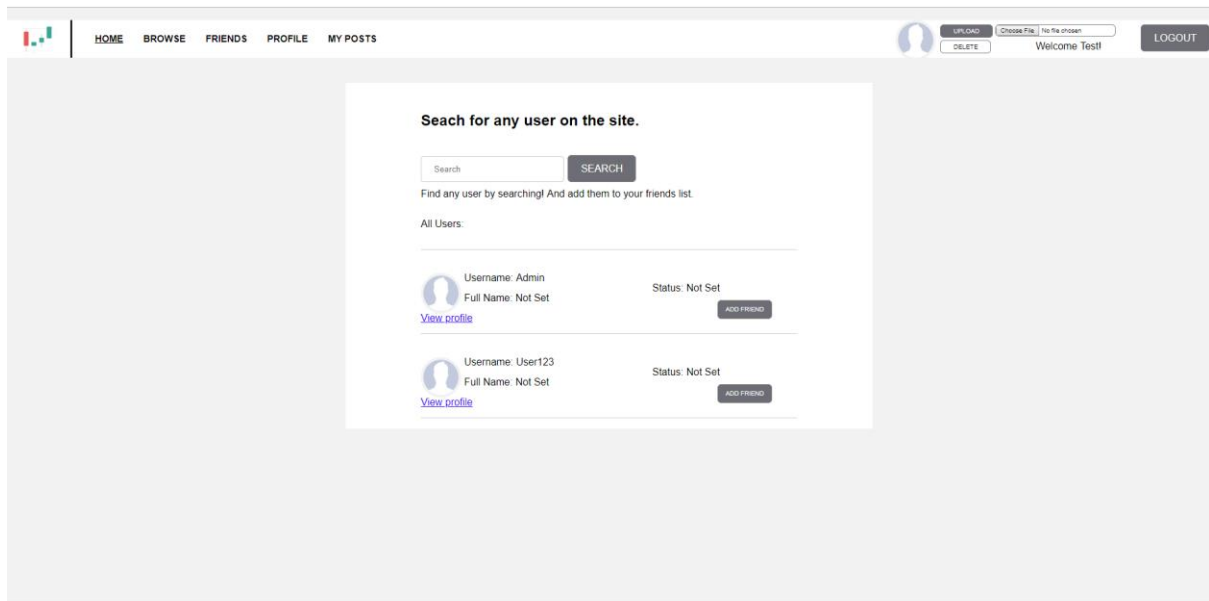 HOME BROWSE FRIENDS PROFILE MY POSTS
UPLOAD Choose File No file chosen
DELETE Welcome Test!
LOGOUT
Seach for any user on the site.
Search SEARCH
Find any user by searching! And add them to your friends list.
All Users:
Username: Admin
Full Name: Not Set
Status: Not Set
ADD FRIEND
View profile
Username: User123
Full Name: Not Set
Status: Not Set
ADD FRIEND
View profile